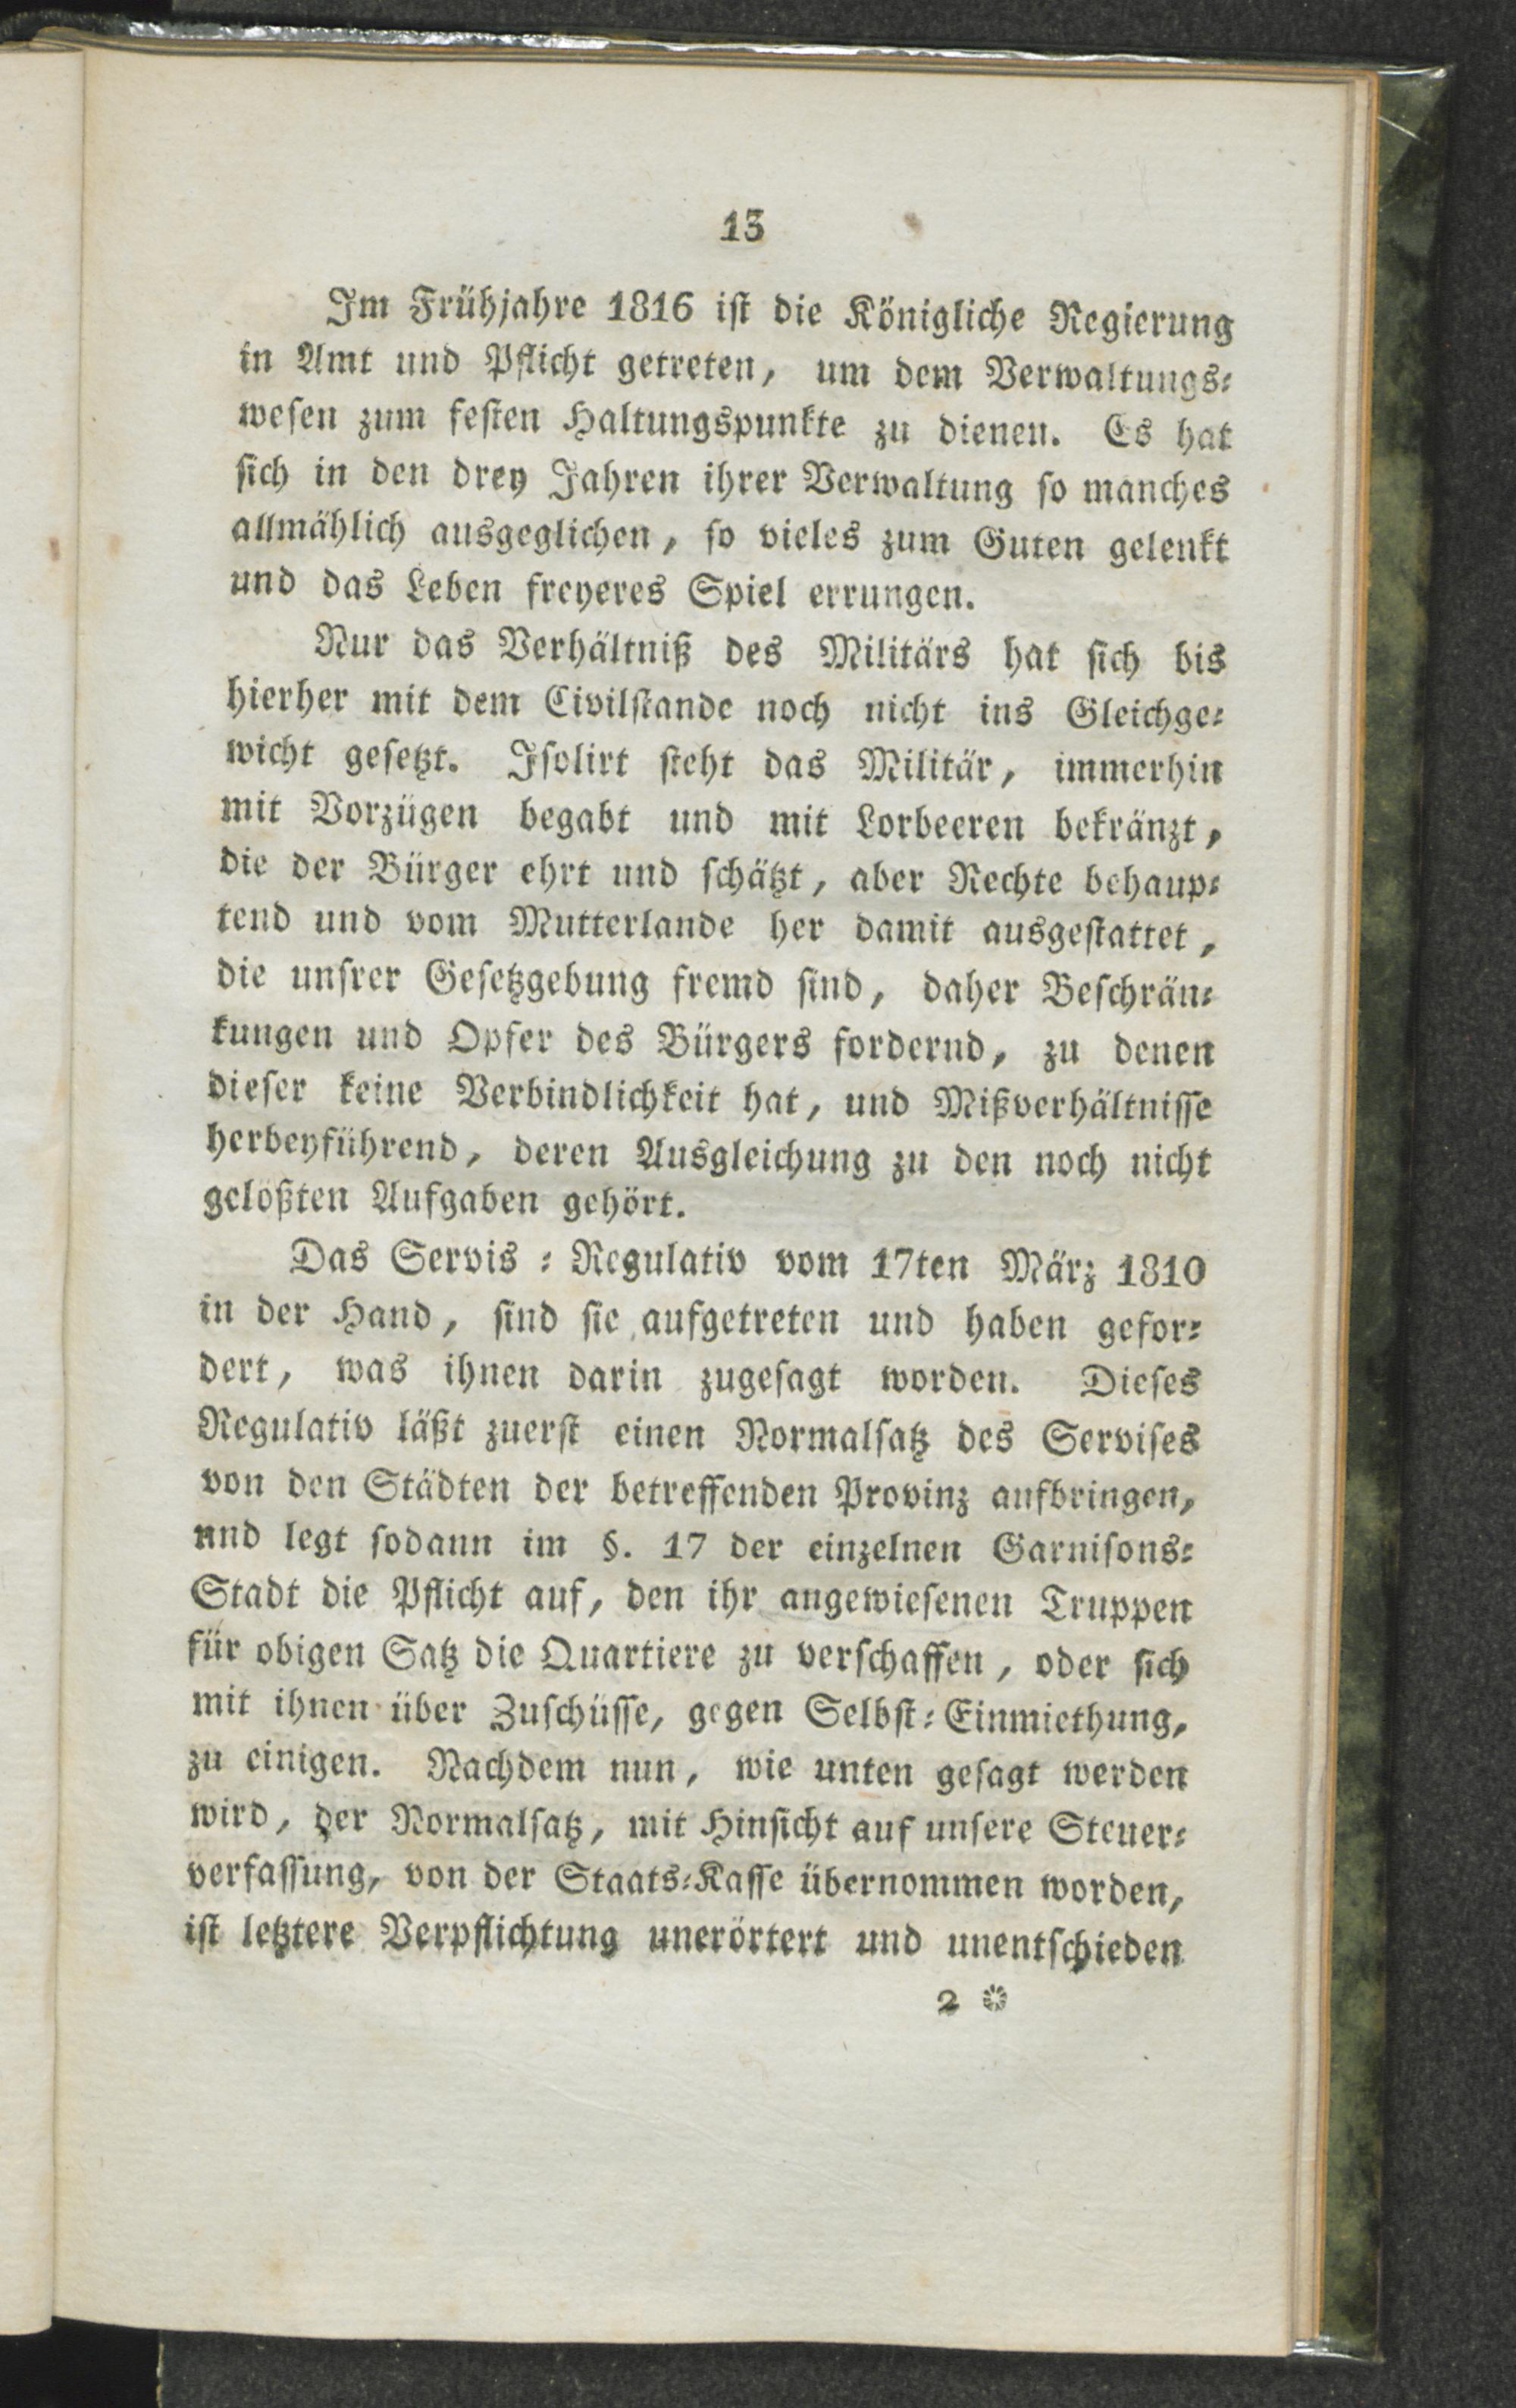 13
Im Frühjahre 1816 ist die Königliche Regierung
in Amt und Pflicht getreten, um dem Verwaltungs-
wesen zum festen Haltungspunkte zu dienen. Es hat
sich in den drey Jahren ihrer Verwaltung so manches
allmählich ausgeglichen, so vieles zum Guten gelenkt
und das Leben freyeres Spiel errungen.
Nur das Verhältniß des Militärs hat sich bis
hierher mit dem Civilstande noch nicht ins Gleichge-
wicht gesetzt. Isolirt steht das Militär, immerhin
mit Vorzügen begabt und mit Lorbeeren bekränzt,
die der Bürger ehrt und schätzt, aber Rechte behaup-
tend und vom Mutterlande her damit ausgestattet,
die unsrer Gesetzgebung fremd sind, daher Beschrän-
kungen und Opfer des Bürgers fordernd, zu denen
dieser keine Verbindlichkeit hat, und Mißverhältnisse
herbeyführend, deren Ausgleichung zu den noch nicht
gelößten Aufgaben gehört.
Das Servis-Regulativ vom 17ten März 1810
in der Hand, sind sie aufgetreten und haben gefor-
dert, was ihnen darin zugesagt worden. Dieses
Regulativ läßt zuerst einen Normalsatz des Servises
von den Städten der betreffenden Provinz aufbringen,
und legt sodann im §. 17 der einzelnen Garnisons-
Stadt die Pflicht auf, den ihr angewiesenen Truppen
für obigen Satz die Quartiere zu verschaffen, oder sich
mit ihnen über Zuschüsse, gegen Selbst-Einmiethung,
zu einigen. Nachdem nun, wie unten gesagt werden
wird, der Normalsatz, mit Hinsicht auf unsere Steuer-
verfassung, von der Staats-Kasse übernommen worden,
ist letztere Verpflichtung unerörtert und unentschieden
2 *